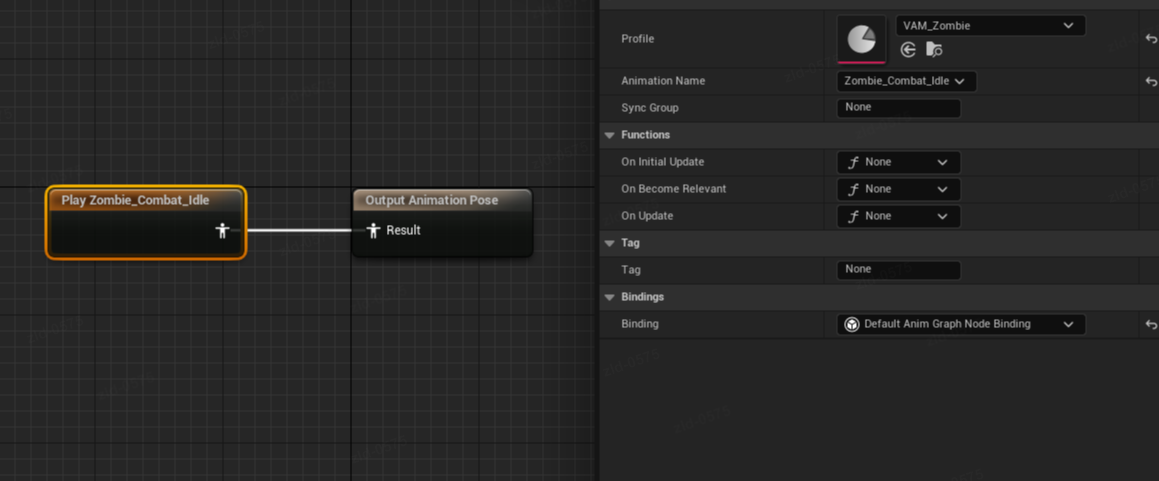 Profile
VAM_Zombie
Animation Name
Zombie_Combat_Idle
Sync Group
None
Functions
On Initial Update
None
On Become Relevant
None
On Update
None
Tag
Tag
None
Bindings
Binding
Default Anim Graph Node Binding
Play Zombie_Combat_Idle
Output Animation Pose
Result